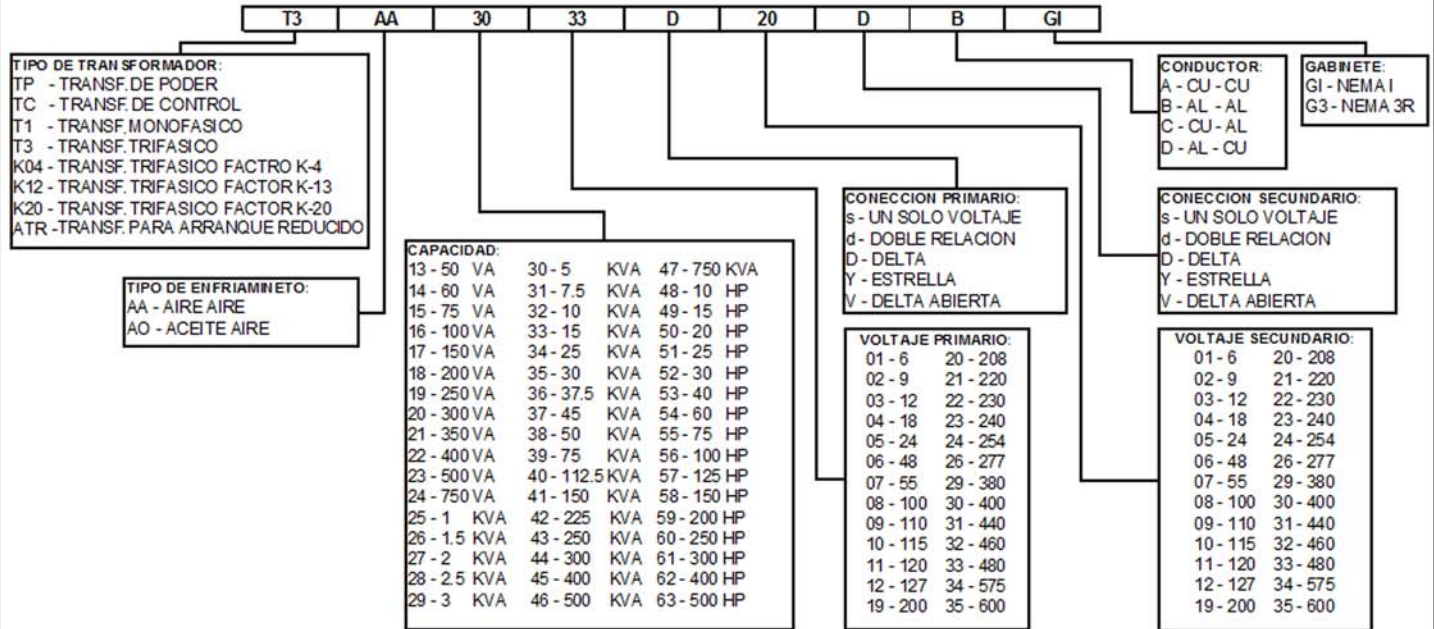 T3 AA 30 33 D 20 D B GI
TIPO DE TRANSFORMADOR:
TP - TRANSF. DE PODER
TC - TRANSF. DE CONTROL
T1 - TRANSF. MONOFASICO
T3 - TRANSF. TRIFASICO
K04 - TRANSF. TRIFASICO FACTRO K-4
K12 - TRANSF. TRIFASICO FACTOR K-13
K20 - TRANSF. TRIFASICO FACTOR K-20
ATR - TRANSF. PARA ARRANQUE REDUCIDO
CONDUCTOR:
A - CU - CU
B - AL - AL
C - CU - AL
D - AL - CU
GABINETE:
GI - NEMA I
G3 - NEMA 3R
TIPO DE ENFRIAMINETO:
AA - AIRE AIRE
AO - ACEITE AIRE
CAPACIDAD:
13 - 50 VA 30 - 5 KVA 47 - 750 KVA
14 - 60 VA 31 - 7.5 KVA 48 - 10 HP
15 - 75 VA 32 - 10 KVA 49 - 15 HP
16 - 100 VA 33 - 15 KVA 50 - 20 HP
17 - 150 VA 34 - 25 KVA 51 - 25 HP
18 - 200 VA 35 - 30 KVA 52 - 30 HP
19 - 250 VA 36 - 37.5 KVA 53 - 40 HP
20 - 300 VA 37 - 45 KVA 54 - 60 HP
21 - 350 VA 38 - 50 KVA 55 - 75 HP
22 - 400 VA 39 - 75 KVA 56 - 100 HP
23 - 500 VA 40 - 112.5 KVA 57 - 125 HP
24 - 750 VA 41 - 150 KVA 58 - 150 HP
25 - 1 KVA 42 - 225 KVA 59 - 200 HP
26 - 1.5 KVA 43 - 250 KVA 60 - 250 HP
27 - 2 KVA 44 - 300 KVA 61 - 300 HP
28 - 2.5 KVA 45 - 400 KVA 62 - 400 HP
29 - 3 KVA 46 - 500 KVA 63 - 500 HP
CONECCION PRIMARIO:
s - UN SOLO VOLTAJE
d - DOBLE RELACION
D - DELTA
Y - ESTRELLA
V - DELTA ABIERTA
CONECCION SECUNDARIO:
s - UN SOLO VOLTAJE
d - DOBLE RELACION
D - DELTA
Y - ESTRELLA
V - DELTA ABIERTA
VOLTAJE PRIMARIO:
01 - 6 20 - 208
02 - 9 21 - 220
03 - 12 22 - 230
04 - 18 23 - 240
05 - 24 24 - 254
06 - 48 26 - 277
07 - 55 29 - 380
08 - 100 30 - 400
09 - 110 31 - 440
10 - 115 32 - 460
11 - 120 33 - 480
12 - 127 34 - 575
19 - 200 35 - 600
VOLTAJE SECUNDARIO:
01 - 6 20 - 208
02 - 9 21 - 220
03 - 12 22 - 230
04 - 18 23 - 240
05 - 24 24 - 254
06 - 48 26 - 277
07 - 55 29 - 380
08 - 100 30 - 400
09 - 110 31 - 440
10 - 115 32 - 460
11 - 120 33 - 480
12 - 127 34 - 575
19 - 200 35 - 600